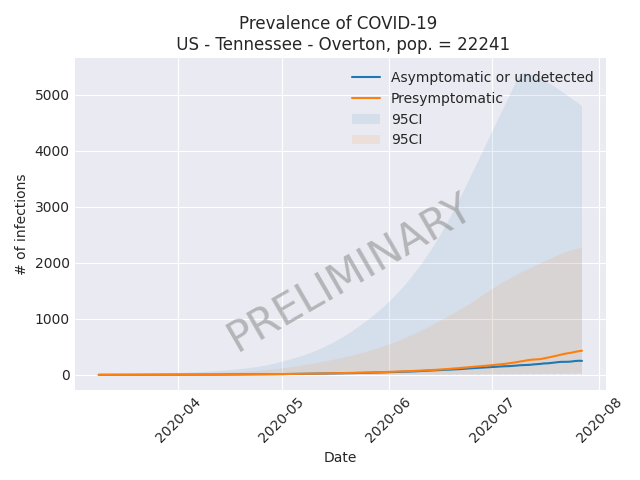 Prevalence of COVID-19
US - Tennessee - Overton, pop. = 22241
Asymptomatic or undetected
Presymptomatic
95CI
95CI
# of infections
5000
4000
3000
2000
1000
0
PRELIMINARY
2020-04
2020-05
2020-06
2020-07
2020-08
Date